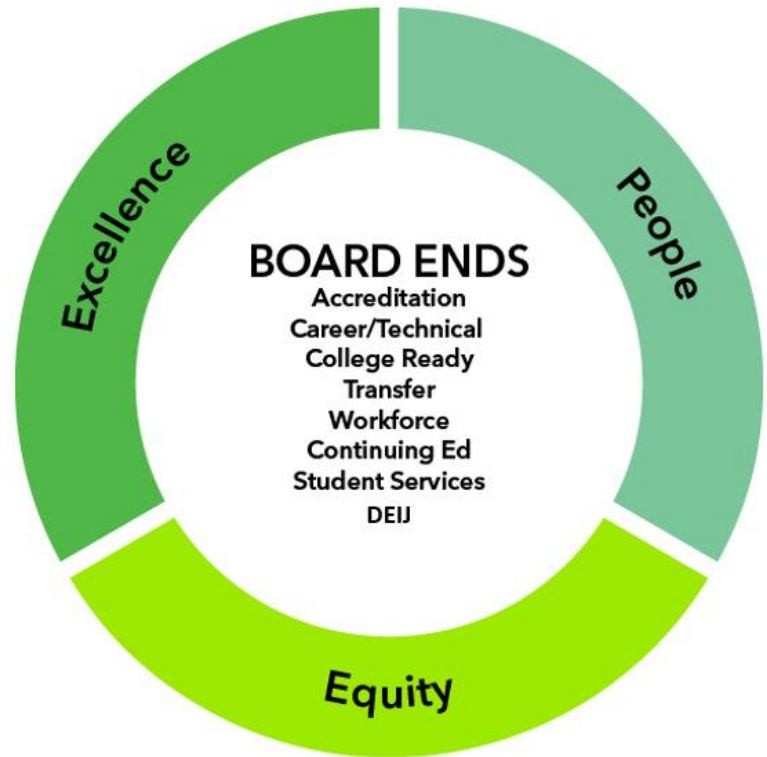 Excellence
People
BOARD ENDS
Accreditation
Career/Technical
College Ready
Transfer
Workforce
Continuing Ed
Student Services
DEIJ
Equity